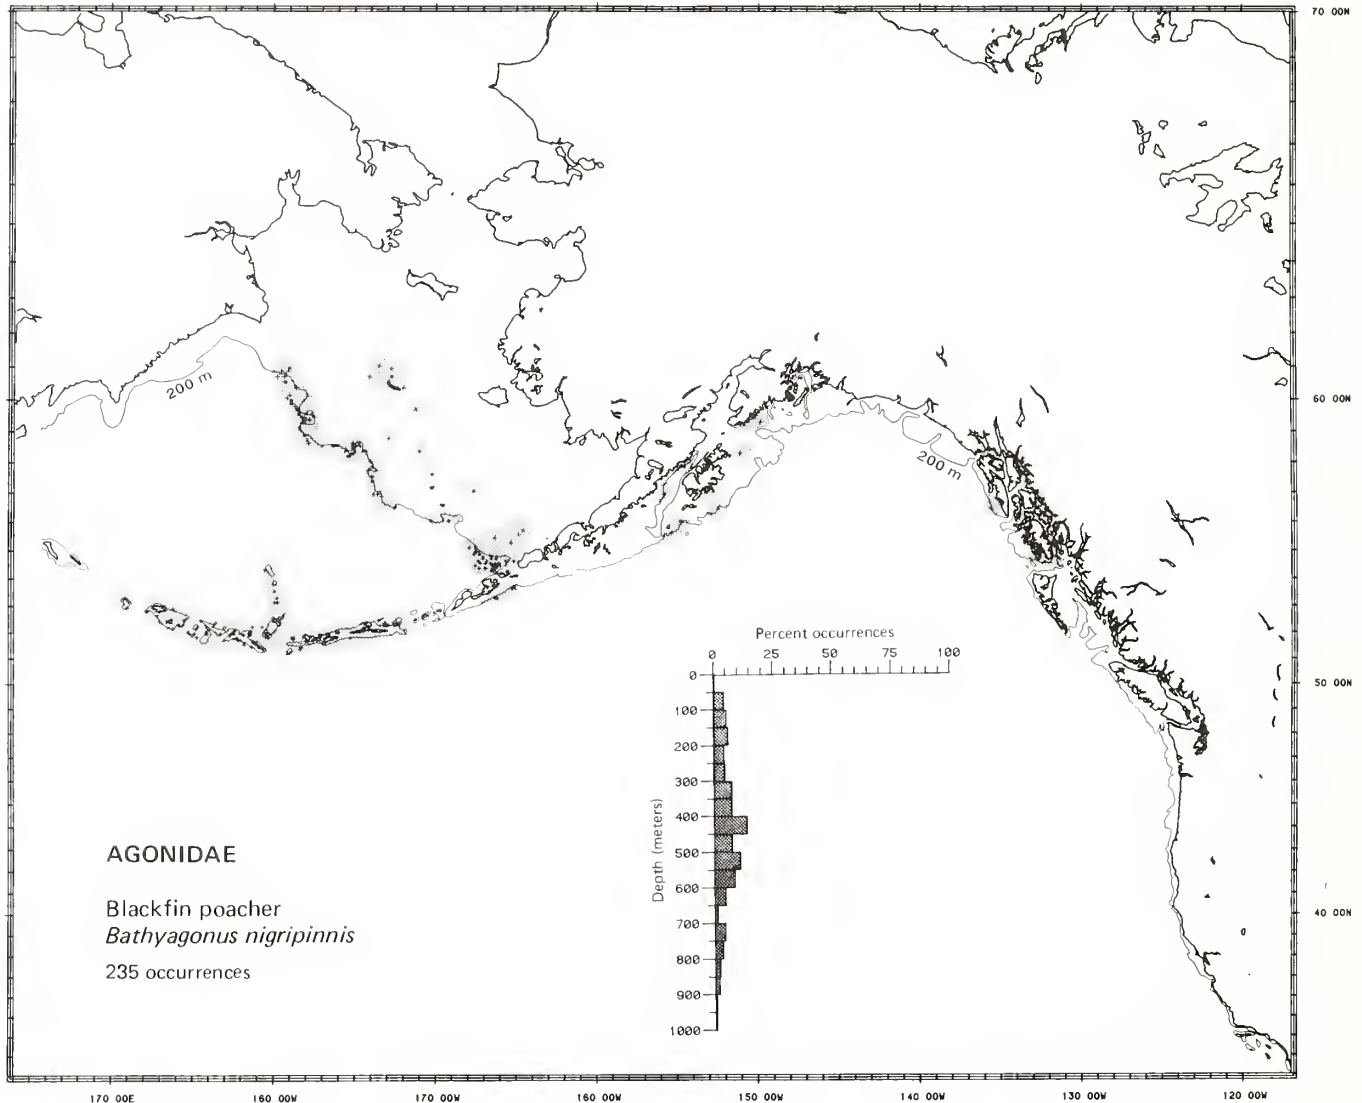 70 00N
200 m
60 00N
200 m
Percent occurrences
0 25 50 75 100
50 00N
0
100
200
300
400
500
600
700
800
900
1000
Depth (meters)
40 00N
AGONIDAE
Blackfin poacher
Bathyagonus nigripinnis
235 occurrences
170 00E 160 00W 170 00W 160 00W 150 00W 140 00W 130 00W 120 00W